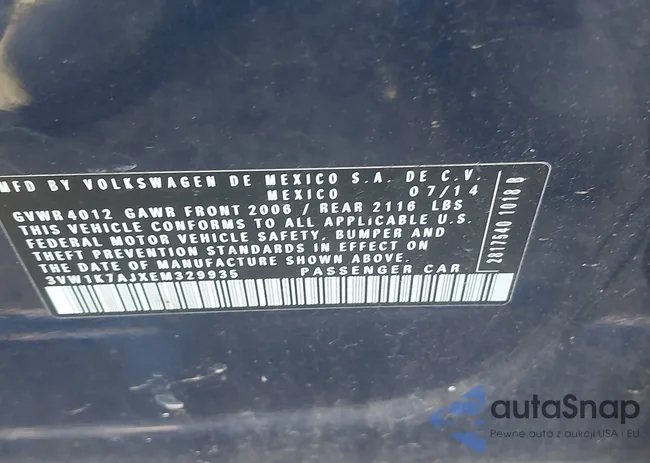 MFD BY VOLKSWAGEN DE MEXICO S.A. DE C.V.
MEXICO 07/14
GVWR 4012 GAWR FRONT 2006 / REAR 2116 LBS
THIS VEHICLE CONFORMS TO ALL APPLICABLE U.S.
FEDERAL MOTOR VEHICLE SAFETY, BUMPER AND
THEFT PREVENTION STANDARDS IN EFFECT ON
THE DATE OF MANUFACTURE SHOWN ABOVE.
3VW1K7AJXEM329935 PASSENGER CAR
2817540 1018 B
autaSnap
Pewne auta z aukcji USA i EU